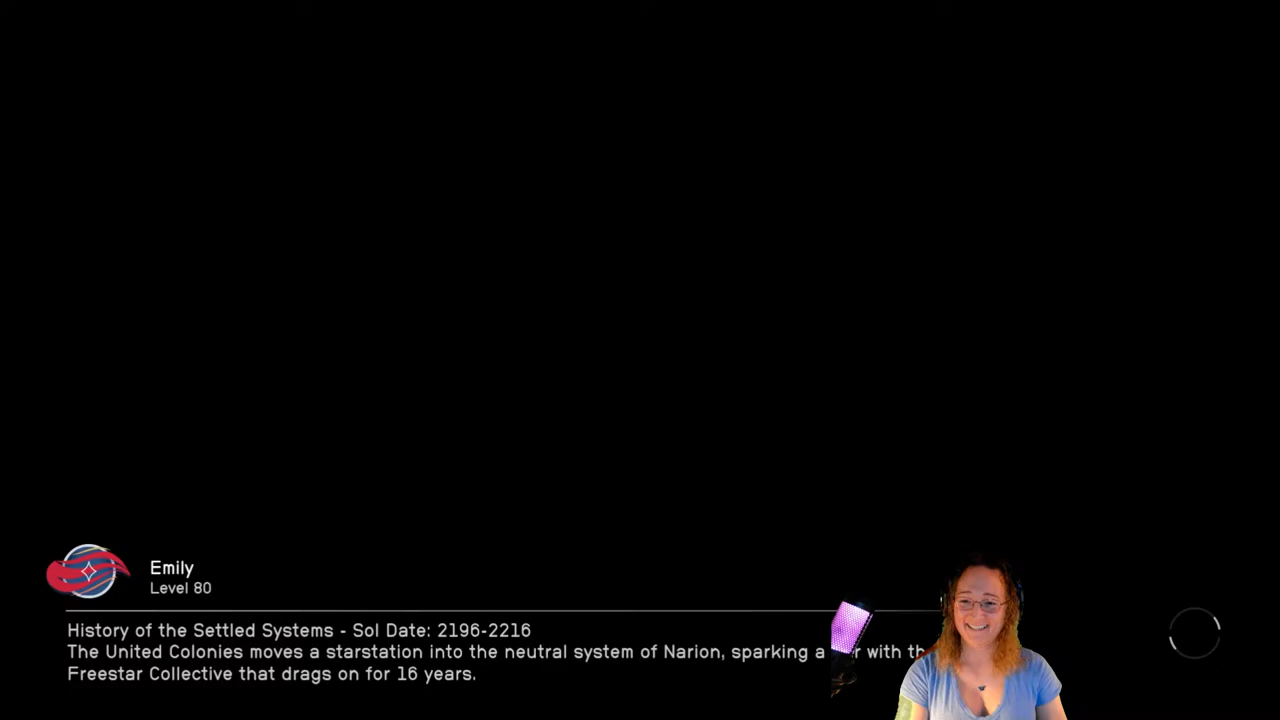 Emily
Level 80
History of the Settled Systems - Sol Date: 2196-2216
The United Colonies moves a starstation into the neutral system of Narion, sparking a with
Freestar Collective that drags on for 16 years.